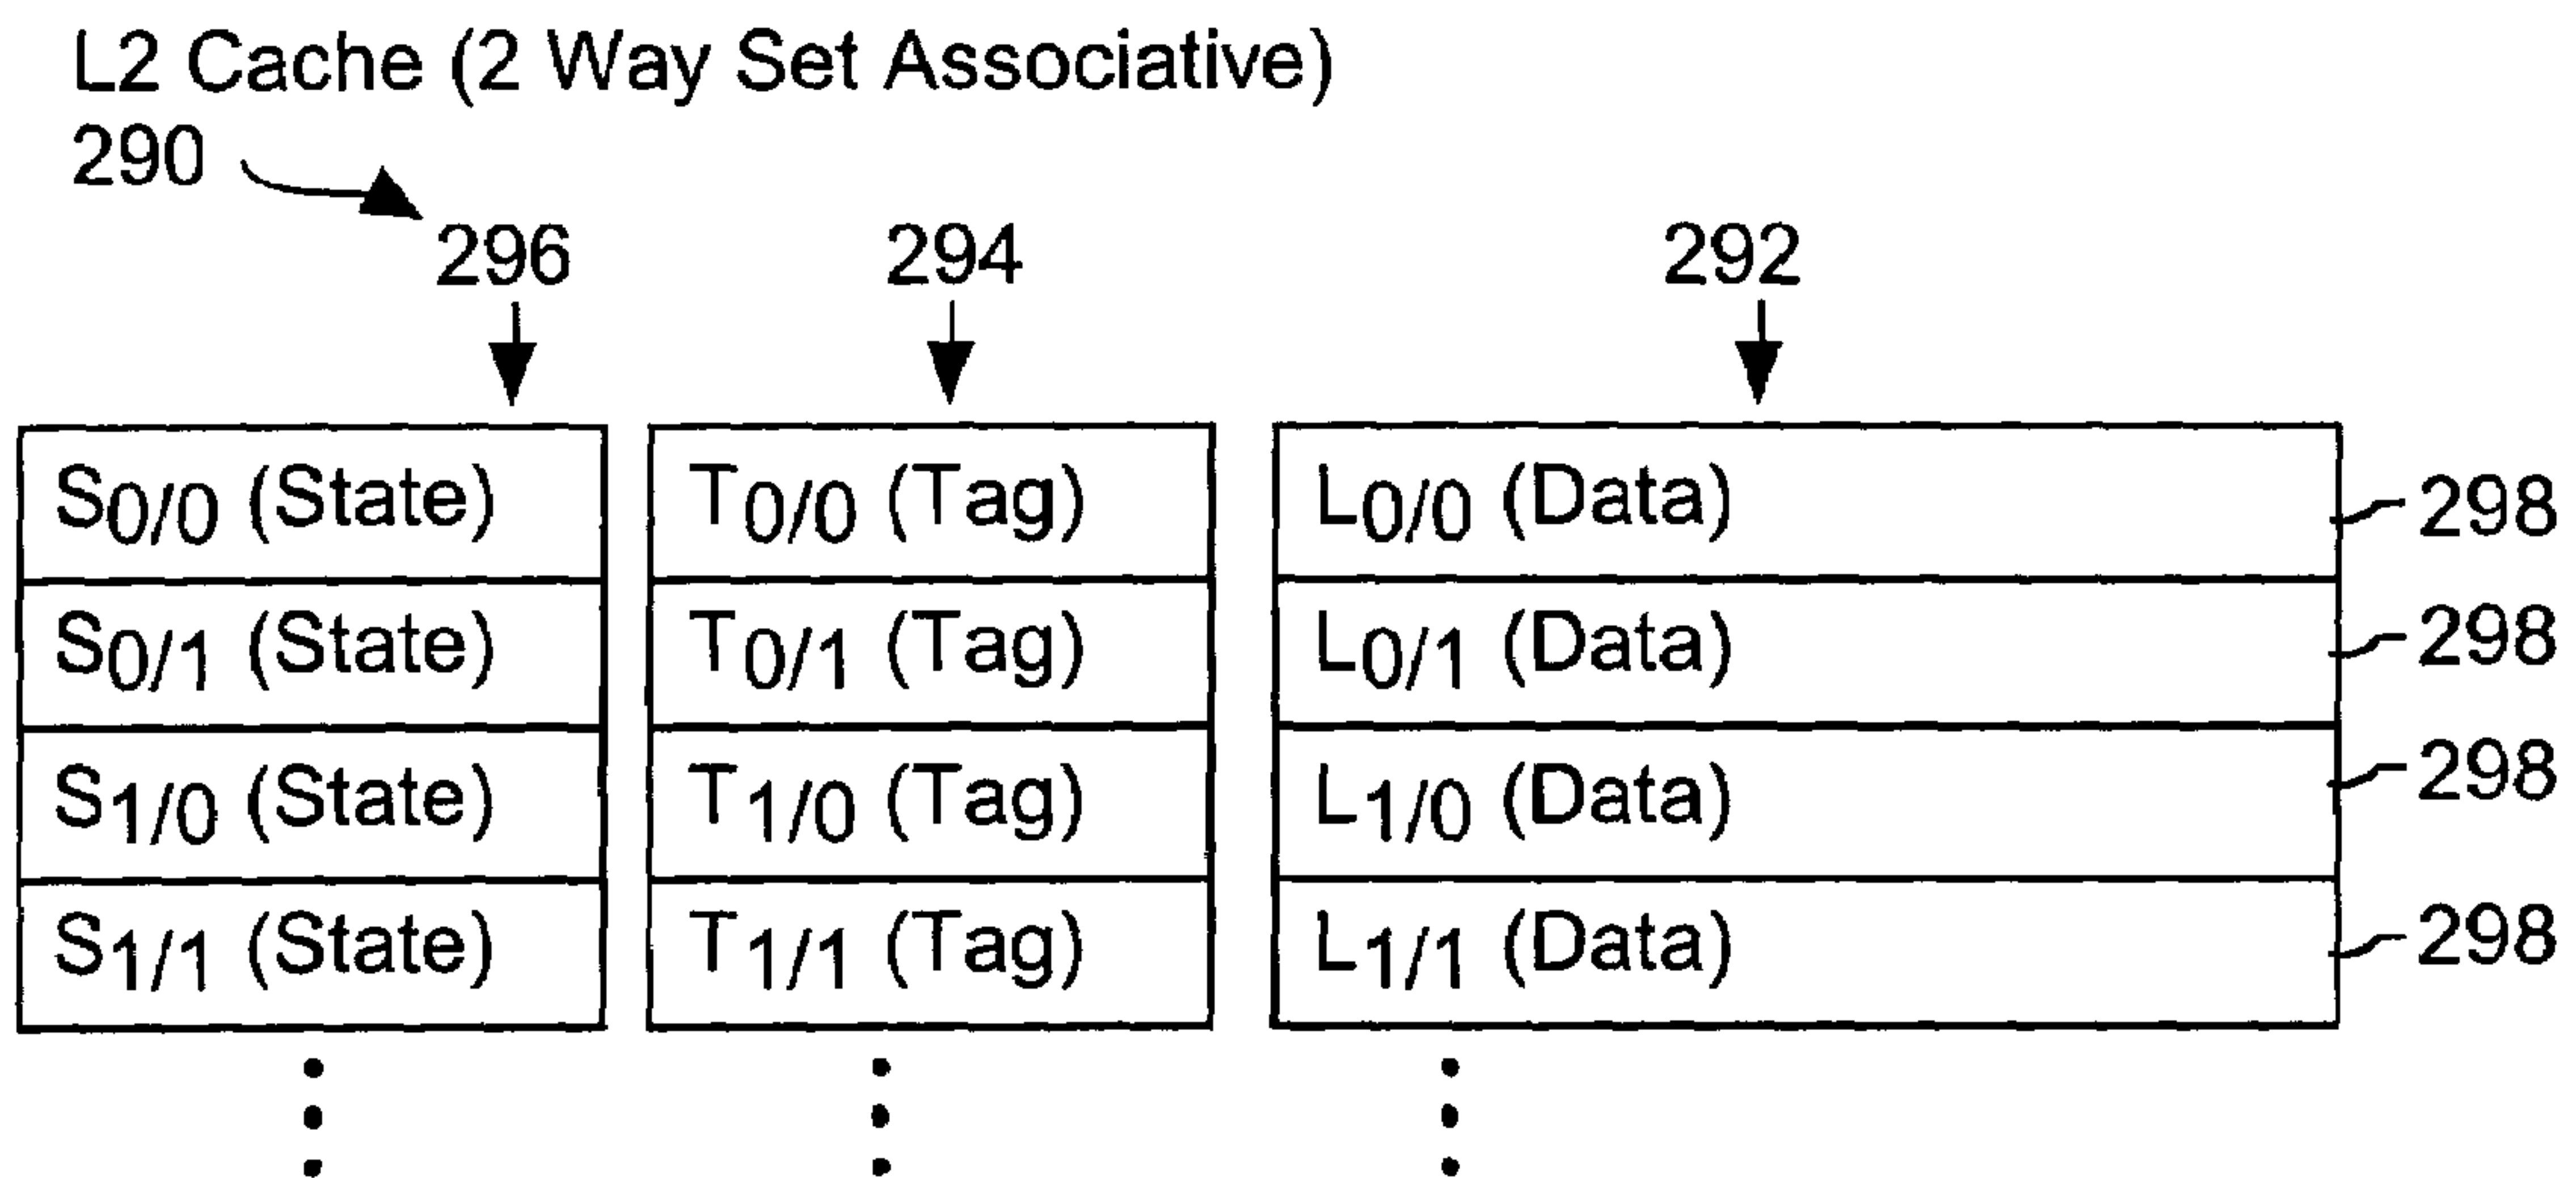 L2 Cache (2 Way Set Associative)
290
296 294 292
S0/0 (State) T0/0 (Tag) L0/0 (Data) 298
S0/1 (State) T0/1 (Tag) L0/1 (Data) 298
S1/0 (State) T1/0 (Tag) L1/0 (Data) 298
S1/1 (State) T1/1 (Tag) L1/1 (Data) 298